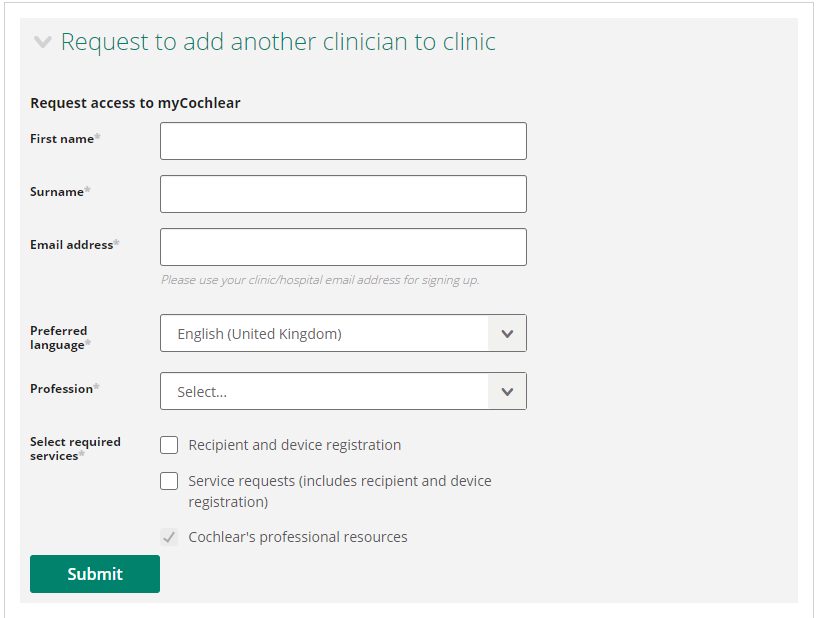 Request to add another clinician to clinic
Request access to myCochlear
First name*
Surname*
Email address*
Please use your clinic/hospital email address for signing up.
Preferred
language*
English (United Kingdom)
Profession*
Select...
Select required
services*
Recipient and device registration
Service requests (includes recipient and device
registration)
Cochlear's professional resources
Submit